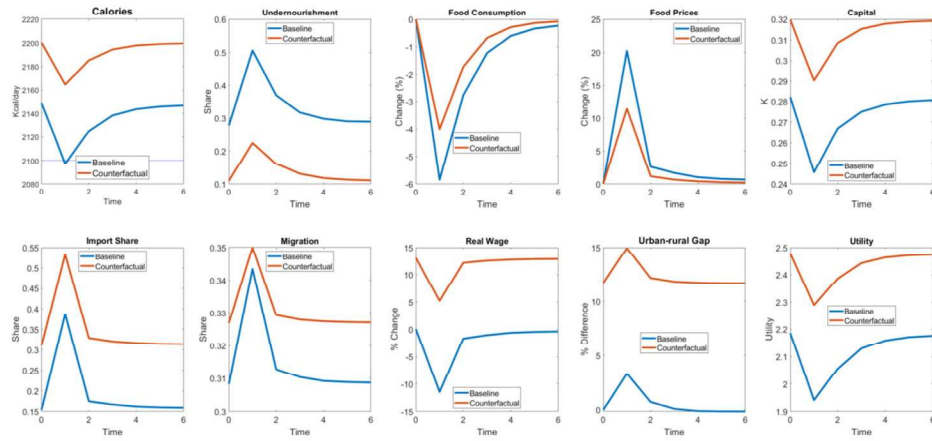 Calories
Kcal/day
2220
2200
2180
2160
2140
2120
2100
2080
0 2 4 6
Time
Baseline
Counterfactual
Undernourishment
Share
0.6
0.5
0.4
0.3
0.2
0.1
0 2 4 6
Time
Baseline
Counterfactual
Food Consumption
Change (%)
0
-1
-2
-3
-4
-5
-6
0 2 4 6
Time
Baseline
Counterfactual
Food Prices
Change (%)
25
20
15
10
5
0
0 2 4 6
Time
Baseline
Counterfactual
Capital
K
0.32
0.3
0.28
0.26
0.24
0 2 4 6
Time
Baseline
Counterfactual
Import Share
Share
0.55
0.5
0.45
0.4
0.35
0.3
0.25
0.2
0.15
0 2 4 6
Time
Baseline
Counterfactual
Migration
Share
0.35
0.34
0.33
0.32
0.31
0.3
0 2 4 6
Time
Baseline
Counterfactual
Real Wage
% Change
15
10
5
0
-5
-10
-15
0 2 4 6
Time
Baseline
Counterfactual
Urban-rural Gap
% Difference
15
10
5
0
0 2 4 6
Time
Baseline
Counterfactual
Utility
Utility
2.5
2.4
2.3
2.2
2.1
2
1.9
0 2 4 6
Time
Baseline
Counterfactual